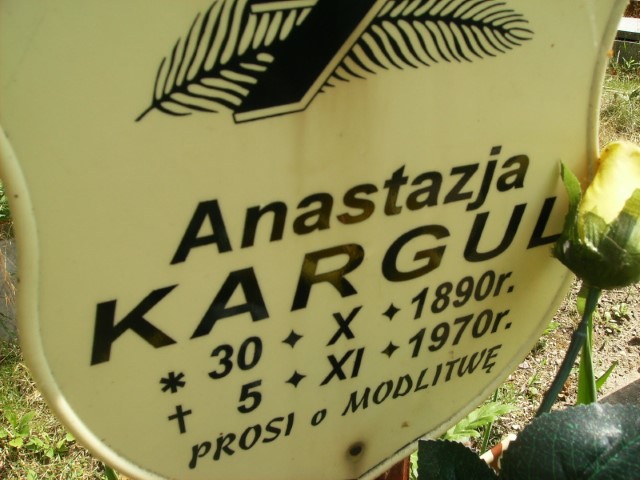 Anastazja
KARGUL
* 30 ✦ X ✦ 1890r.
† 5 ✦ XI ✦ 1970r.
PROSI o MODLITWĘ